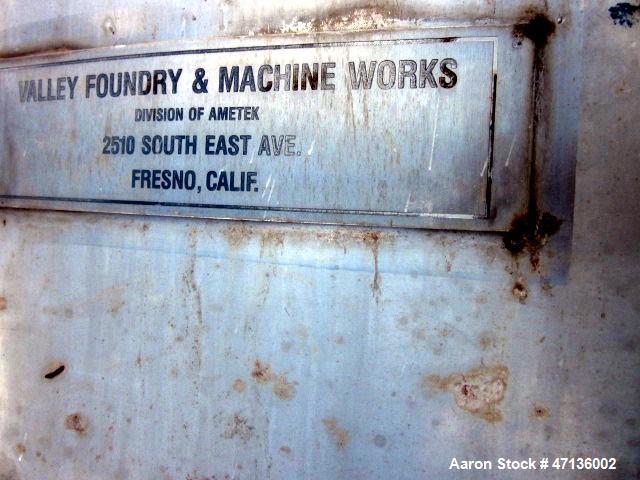 VALLEY FOUNDRY & MACHINE WORKS
DIVISION OF AMETEK
2510 SOUTH EAST AVE.
FRESNO, CALIF.
Aaron Stock # 47136002